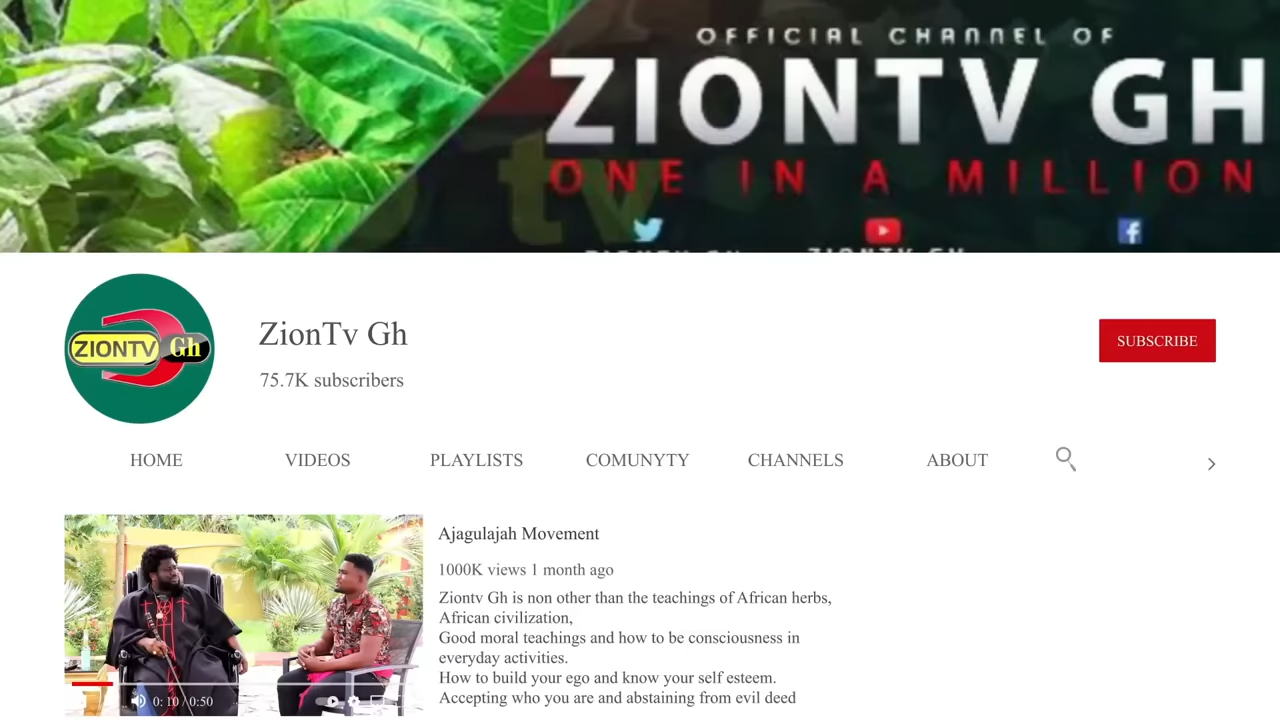 OFFICIAL CHANNEL OF
ZIONTV GH
ONE IN A MILLION
tv
ZIONTV Gh
ZionTv Gh
75.7K subscribers
SUBSCRIBE
HOME VIDEOS PLAYLISTS COMUNYTY CHANNELS ABOUT
Ajagulajah Movement
1000K views 1 month ago
Ziontv Gh is non other than the teachings of African herbs,
African civilization,
Good moral teachings and how to be consciousness in
everyday activities.
How to build your ego and know your self esteem.
Accepting who you are and abstaining from evil deed
0: 10 / 0:50